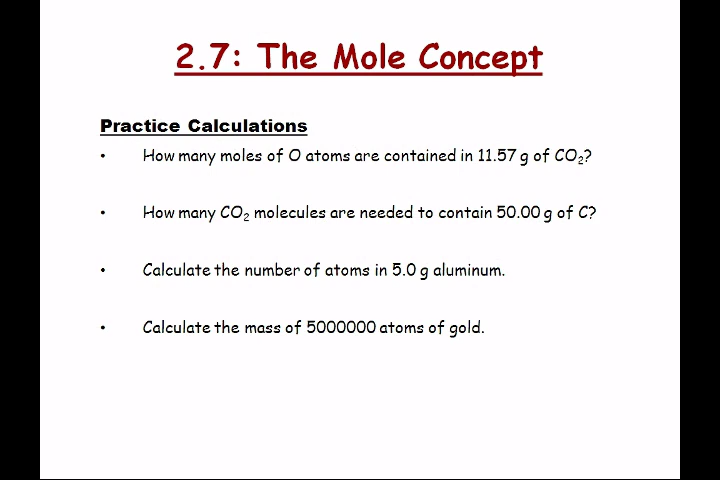 2.7: The Mole Concept
Practice Calculations
• How many moles of O atoms are contained in 11.57 g of CO₂?
• How many CO₂ molecules are needed to contain 50.00 g of C?
• Calculate the number of atoms in 5.0 g aluminum.
• Calculate the mass of 5000000 atoms of gold.